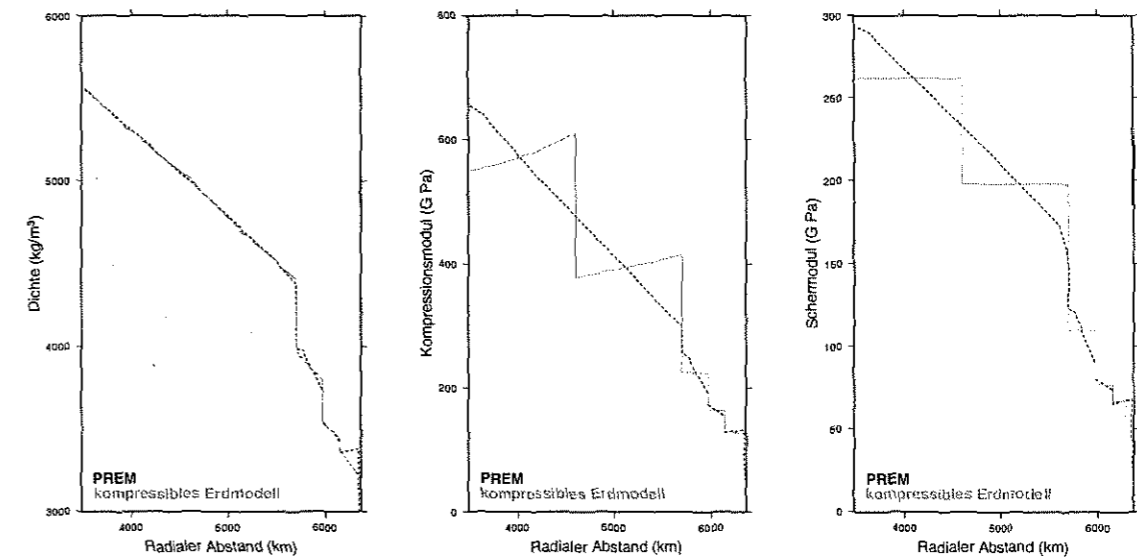 6000
5000
4000
3000
Dichte (kg/m³)
PREM
kompressibles Erdmodell
4000 5000 6000
Radialer Abstand (km)
800
600
400
200
0
Kompressionsmodul (G Pa)
PREM
kompressibles Erdmodell
4000 5000 6000
Radialer Abstand (km)
300
250
200
150
100
50
0
Schermodul (G Pa)
PREM
kompressibles Erdmodell
4000 5000 6000
Radialer Abstand (km)